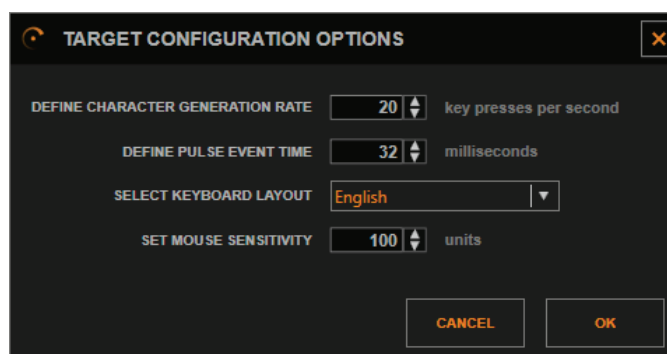 TARGET CONFIGURATION OPTIONS
DEFINE CHARACTER GENERATION RATE 20 key presses per second
DEFINE PULSE EVENT TIME 32 milliseconds
SELECT KEYBOARD LAYOUT English
SET MOUSE SENSITIVITY 100 units
CANCEL OK